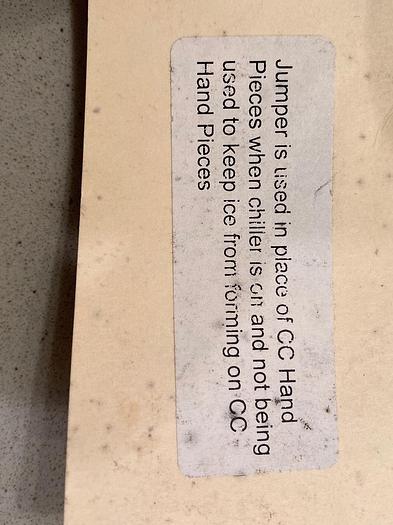 Jumper is used in place of CC Hand
Pieces when chiller is on and not being
used to keep ice from forming on CC
Hand Pieces